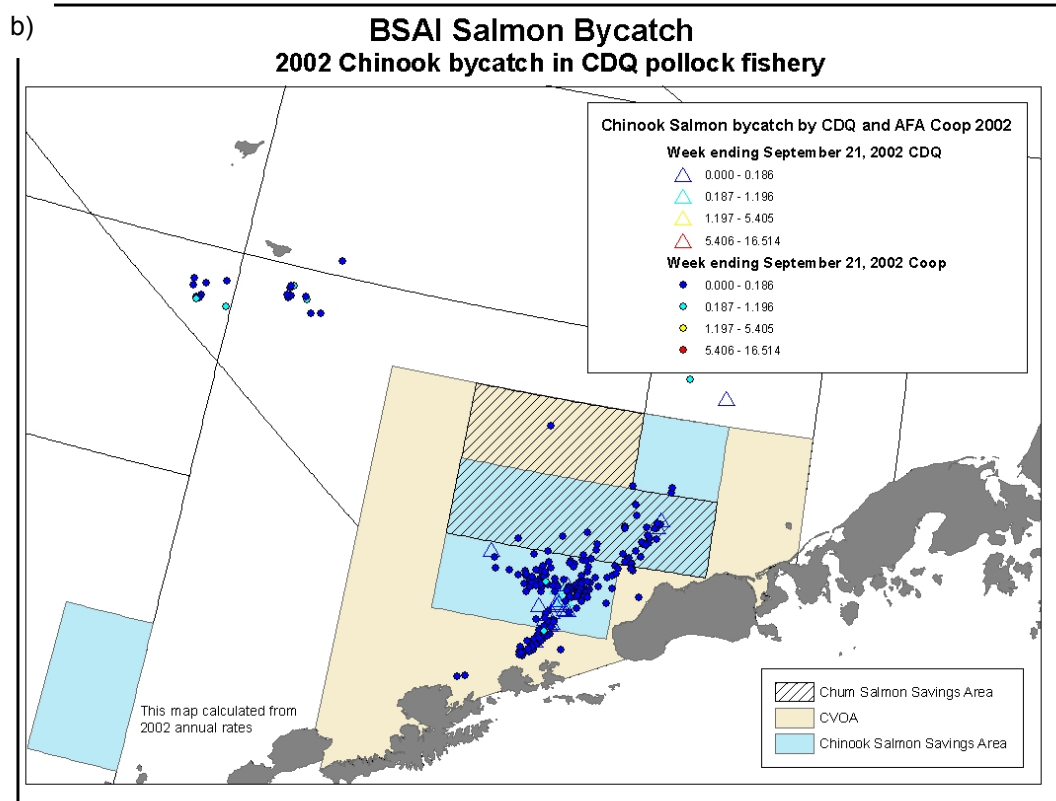 b)
BSAI Salmon Bycatch
2002 Chinook bycatch in CDQ pollock fishery
Chinook Salmon bycatch by CDQ and AFA Coop 2002
Week ending September 21, 2002 CDQ
0.000 - 0.186
0.187 - 1.196
1.197 - 5.405
5.406 - 16.514
Week ending September 21, 2002 Coop
0.000 - 0.186
0.187 - 1.196
1.197 - 5.405
5.406 - 16.514
This map calculated from
2002 annual rates
Chum Salmon Savings Area
CVOA
Chinook Salmon Savings Area